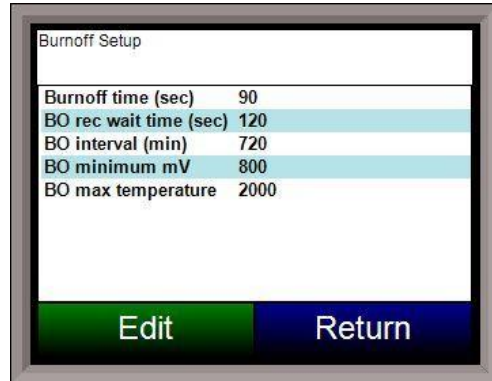 Burnoff Setup
Burnoff time (sec) 90
BO rec wait time (sec) 120
BO interval (min) 720
BO minimum mV 800
BO max temperature 2000
Edit Return